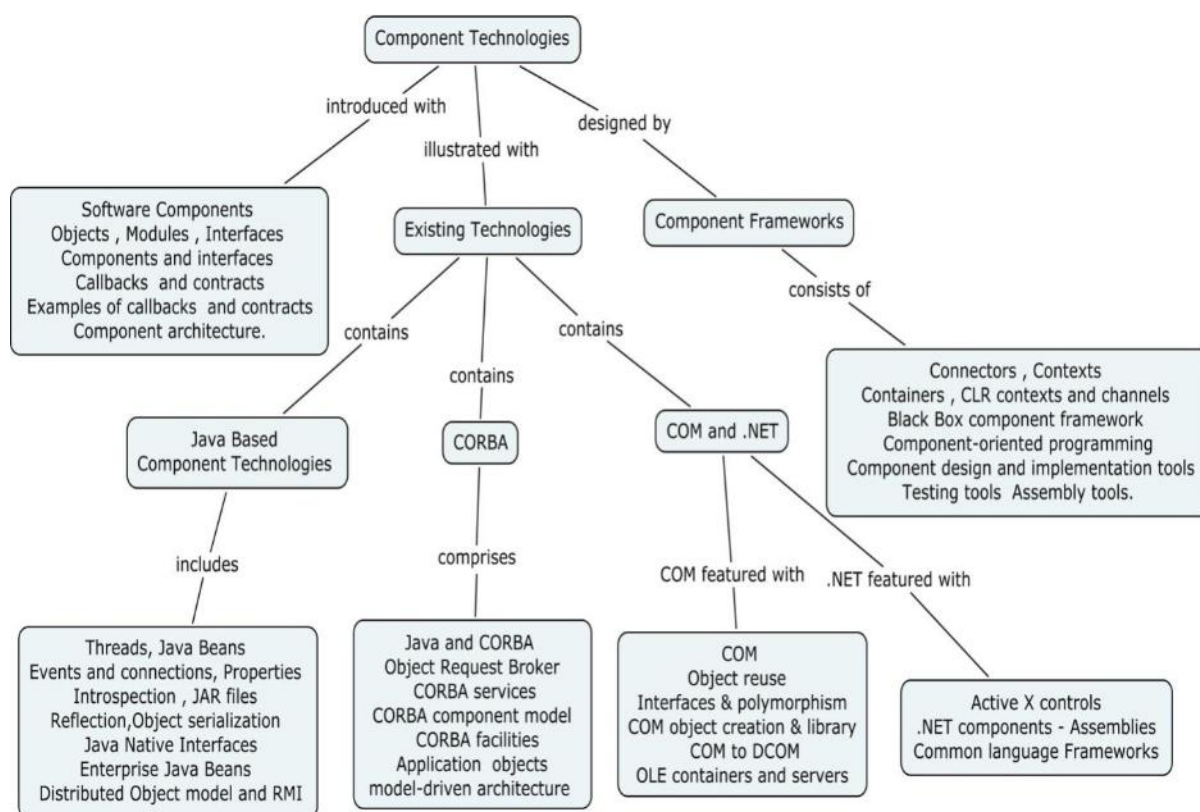 Component Technologies
introduced with
illustrated with
designed by
Software Components
Objects , Modules , Interfaces
Components and interfaces
Callbacks and contracts
Examples of callbacks and contracts
Component architecture.
Existing Technologies
Component Frameworks
contains
contains
contains
consists of
Connectors , Contexts
Containers , CLR contexts and channels
Black Box component framework
Component-oriented programming
Component design and implementation tools
Testing tools Assembly tools.
Java Based
Component Technologies
CORBA
COM and .NET
includes
comprises
COM featured with
.NET featured with
Threads, Java Beans
Events and connections, Properties
Introspection , JAR files
Reflection,Object serialization
Java Native Interfaces
Enterprise Java Beans
Distributed Object model and RMI
Java and CORBA
Object Request Broker
CORBA services
CORBA component model
CORBA facilities
Application objects
model-driven architecture
COM
Object reuse
Interfaces & polymorphism
COM object creation & library
COM to DCOM
OLE containers and servers
Active X controls
.NET components - Assemblies
Common language Frameworks